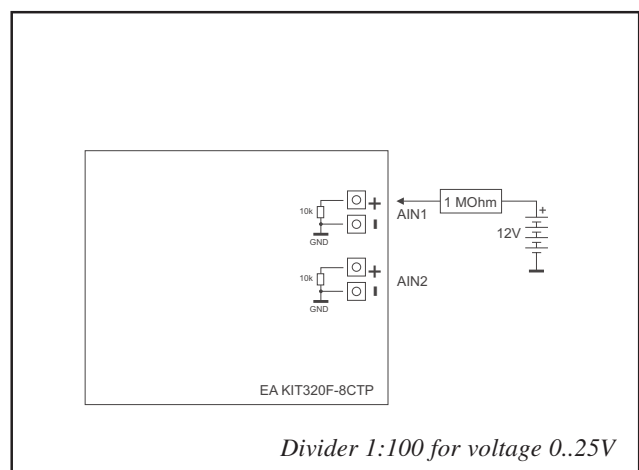 10k
+
-
GND
AIN1
1 MOhm
+
12V
10k
+
-
GND
AIN2
EA KIT320F-8CTP
Divider 1:100 for voltage 0..25V